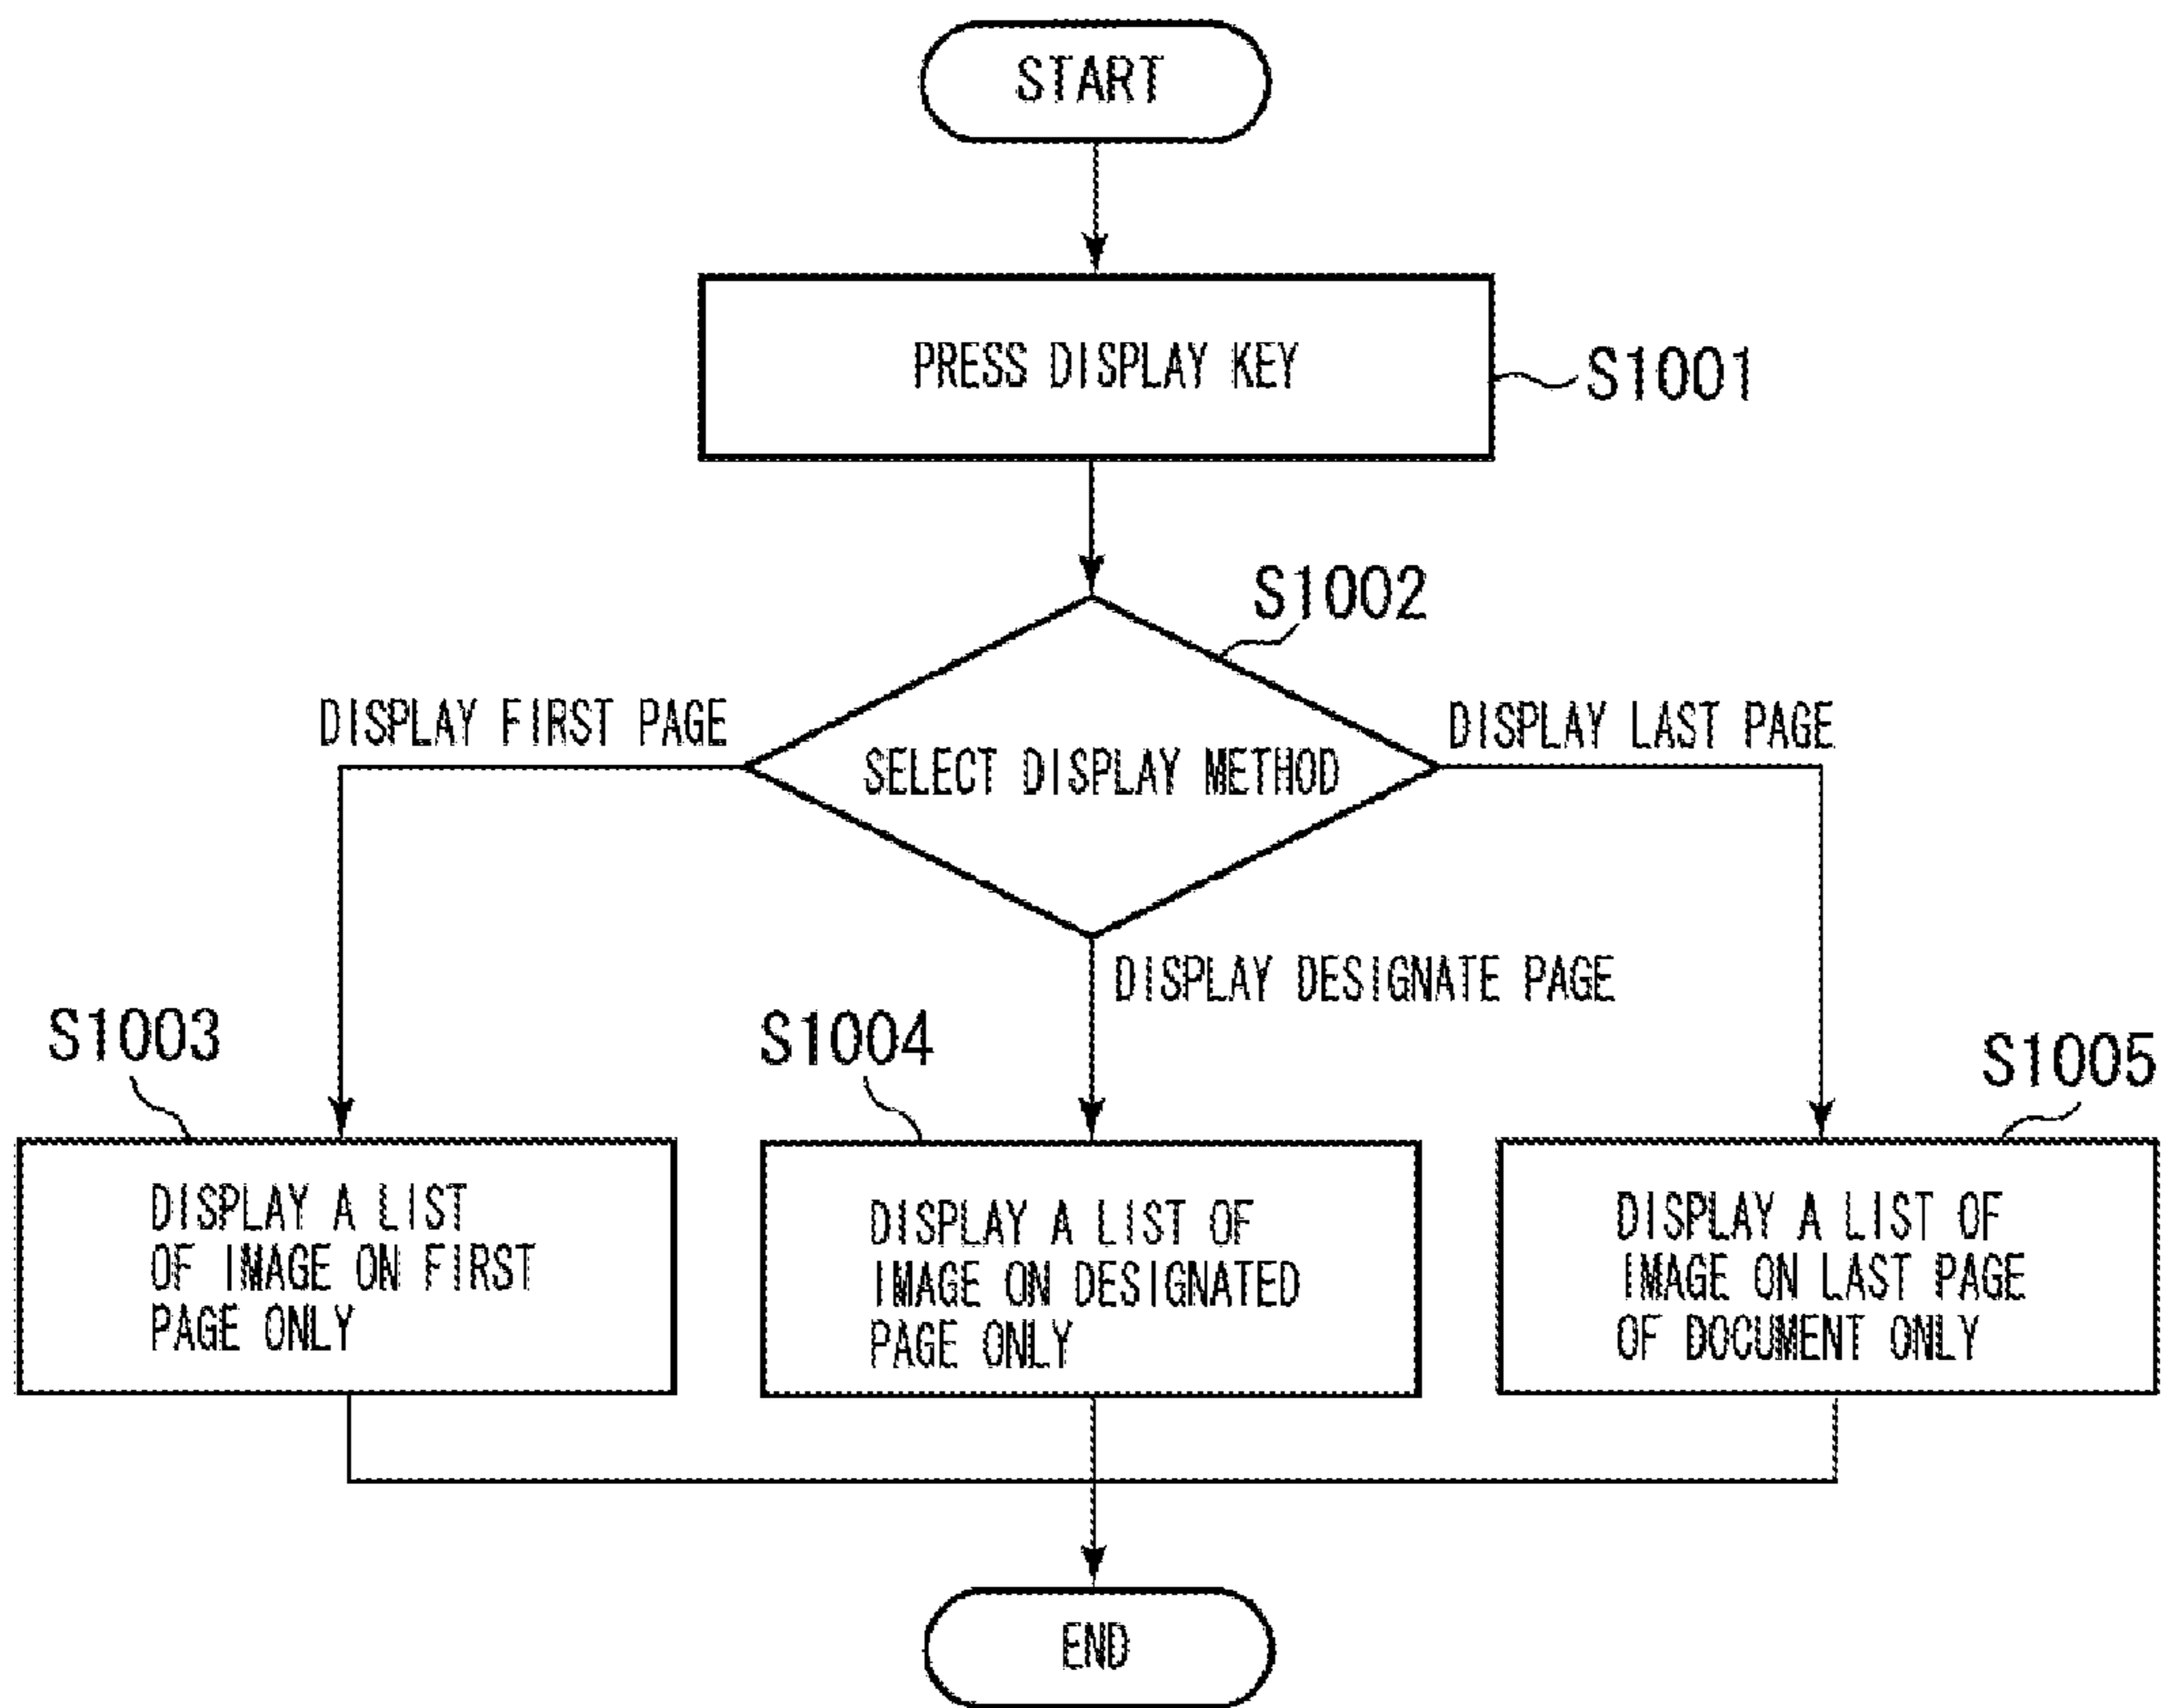 START
PRESS DISPLAY KEY
S1001
S1002
DISPLAY FIRST PAGE
SELECT DISPLAY METHOD
DISPLAY LAST PAGE
DISPLAY DESIGNATE PAGE
S1003
DISPLAY A LIST
OF IMAGE ON FIRST
PAGE ONLY
S1004
DISPLAY A LIST OF
IMAGE ON DESIGNATED
PAGE ONLY
S1005
DISPLAY A LIST OF
IMAGE ON LAST PAGE
OF DOCUMENT ONLY
END